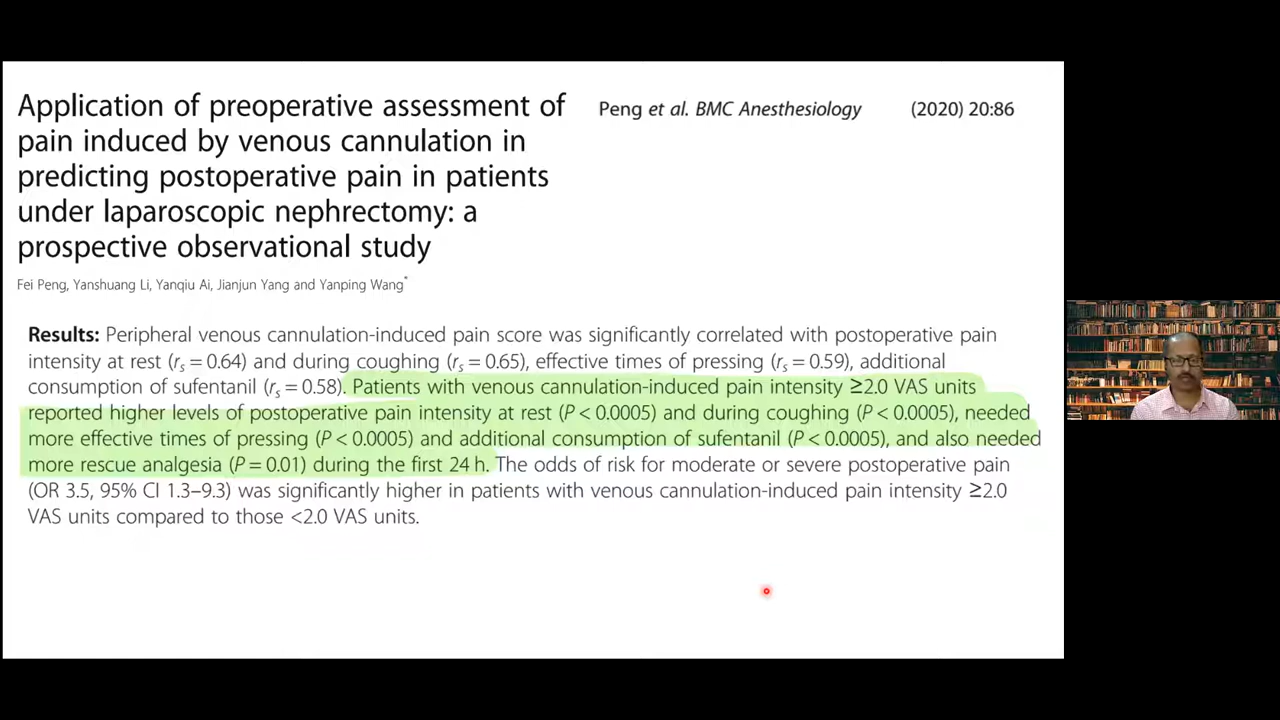 Application of preoperative assessment of
pain induced by venous cannulation in
predicting postoperative pain in patients
under laparoscopic nephrectomy: a
prospective observational study
Peng et al. BMC Anesthesiology (2020) 20:86
Fei Peng, Yanshuang Li, Yanqiu Ai, Jianjun Yang and Yanping Wang*
Results: Peripheral venous cannulation-induced pain score was significantly correlated with postoperative pain
intensity at rest (rs = 0.64) and during coughing (rs = 0.65), effective times of pressing (rs = 0.59), additional
consumption of sufentanil (rs = 0.58). Patients with venous cannulation-induced pain intensity ≥2.0 VAS units
reported higher levels of postoperative pain intensity at rest (P < 0.0005) and during coughing (P < 0.0005), needed
more effective times of pressing (P < 0.0005) and additional consumption of sufentanil (P < 0.0005), and also needed
more rescue analgesia (P = 0.01) during the first 24 h. The odds of risk for moderate or severe postoperative pain
(OR 3.5, 95% CI 1.3–9.3) was significantly higher in patients with venous cannulation-induced pain intensity ≥2.0
VAS units compared to those <2.0 VAS units.